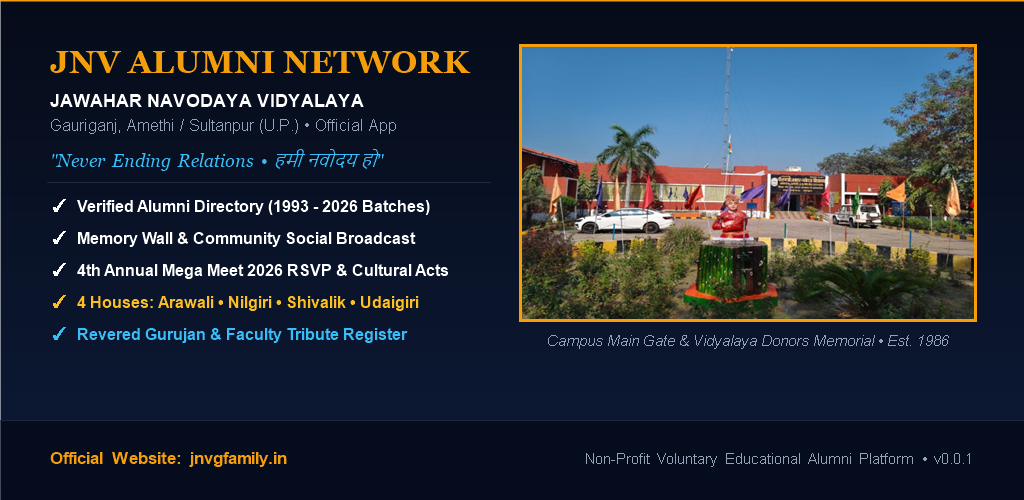 JNV ALUMNI NETWORK
JAWAHAR NAVODAYA VIDYALAYA
Gauriganj, Amethi / Sultanpur (U.P.) • Official App
"Never Ending Relations • हमी नवोदय हो"
✓ Verified Alumni Directory (1993 - 2026 Batches)
✓ Memory Wall & Community Social Broadcast
✓ 4th Annual Mega Meet 2026 RSVP & Cultural Acts
✓ 4 Houses: Arawali • Nilgiri • Shivalik • Udaigiri
✓ Revered Gurujan & Faculty Tribute Register
Campus Main Gate & Vidyalaya Donors Memorial • Est. 1986
Official Website: jnvgfamily.in
Non-Profit Voluntary Educational Alumni Platform • v0.0.1